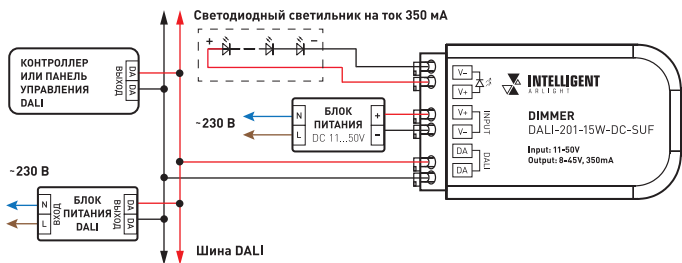 Светодиодный светильник на ток 350 мА
+
–
КОНТРОЛЛЕР
ИЛИ ПАНЕЛЬ
УПРАВЛЕНИЯ
DALI
ВЫХОД
DA
DA
~230 В
N
L
БЛОК
ПИТАНИЯ
DC 11...50V
+
–
V–
V+
V+
V–
INPUT
DA
DA
DALI
INTELLIGENT
ARLIGHT
DIMMER
DALI-201-15W-DC-SUF
Input: 11-50V
Output: 8-45V, 350mA
~230 В
N
L
ВХОД
БЛОК
ПИТАНИЯ
DALI
ВЫХОД
DA
DA
Шина DALI